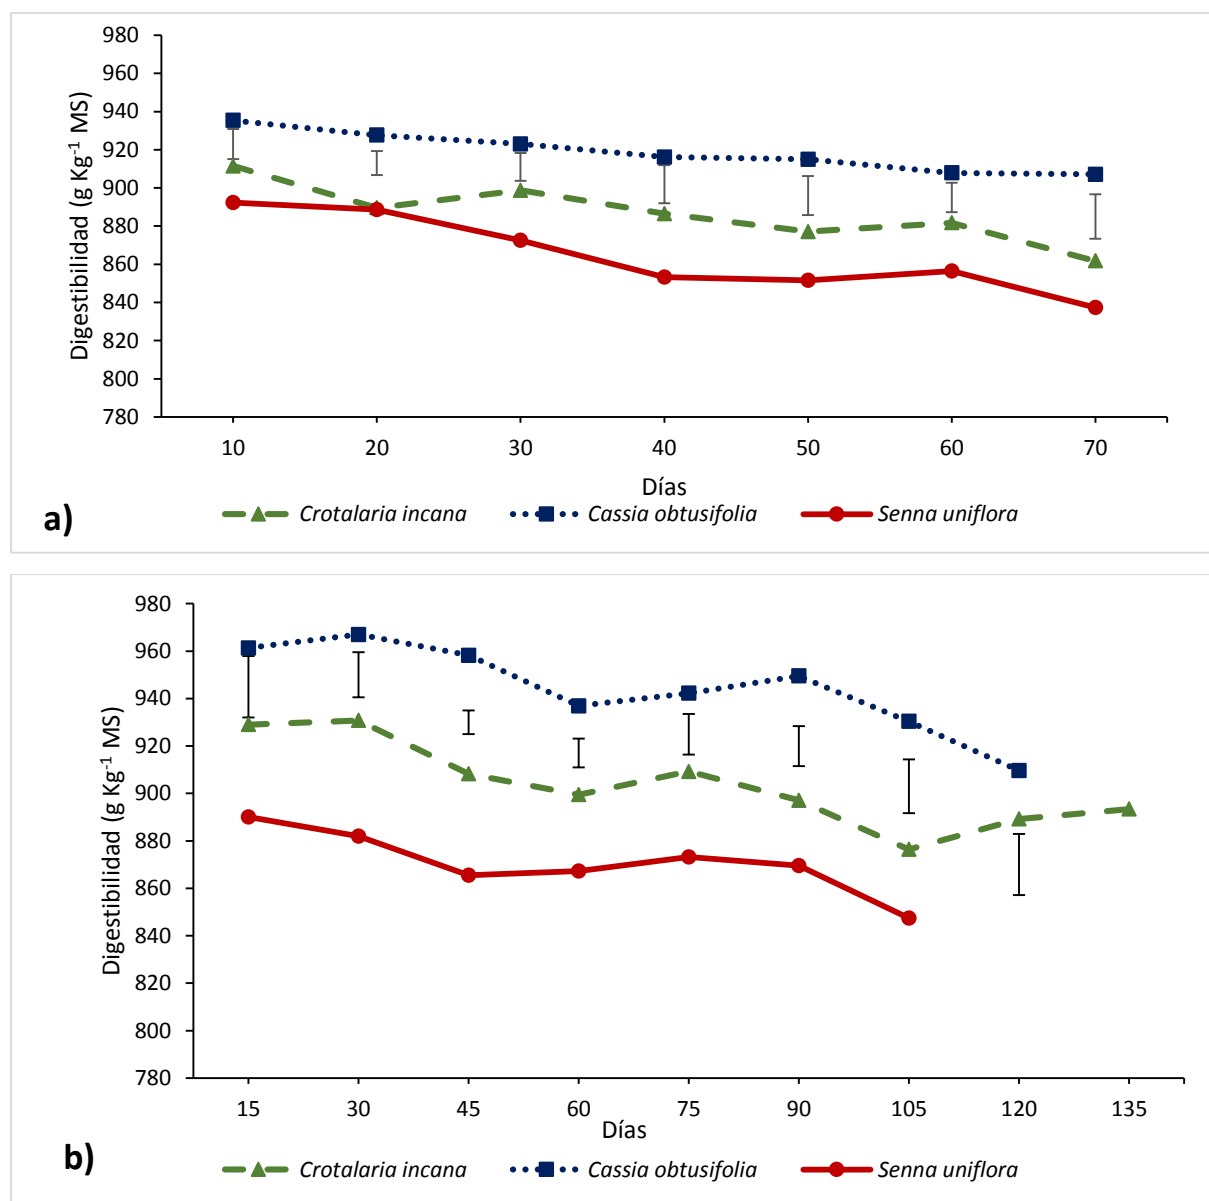 980
960
940
920
900
880
860
840
820
800
780
Digestibilidad (g Kg⁻¹ MS)
10 20 30 40 50 60 70
Días
a)
Crotalaria incana Cassia obtusifolia Senna uniflora
980
960
940
920
900
880
860
840
820
800
780
Digestibilidad (g Kg⁻¹ MS)
15 30 45 60 75 90 105 120 135
Días
b)
Crotalaria incana Cassia obtusifolia Senna uniflora